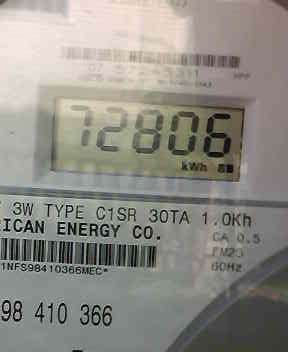 72806
kWh
3W TYPE C1SR 30TA 1.0Kh
RICAN ENERGY CO.
CA 0.5
FM2S
60Hz
1NFS98410366MEC*
98 410 366